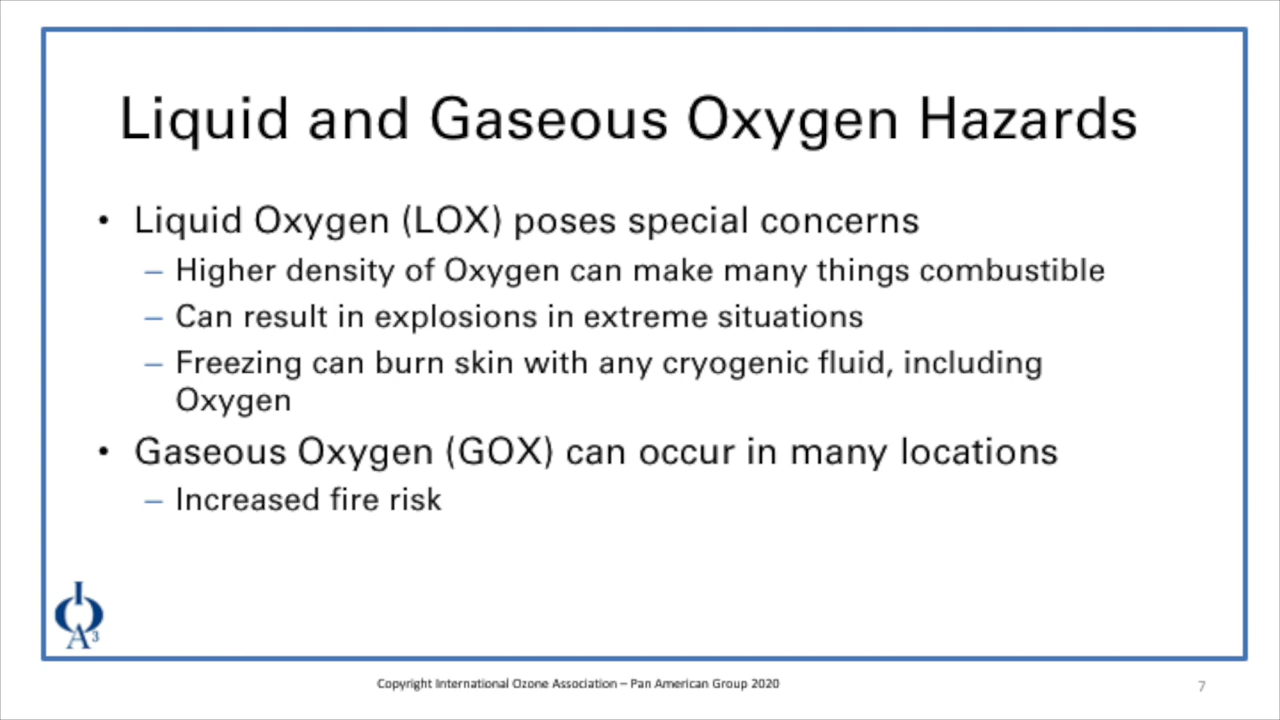 Liquid and Gaseous Oxygen Hazards
• Liquid Oxygen (LOX) poses special concerns
– Higher density of Oxygen can make many things combustible
– Can result in explosions in extreme situations
– Freezing can burn skin with any cryogenic fluid, including
Oxygen
• Gaseous Oxygen (GOX) can occur in many locations
– Increased fire risk
I
O
A 3
Copyright International Ozone Association – Pan American Group 2020
7